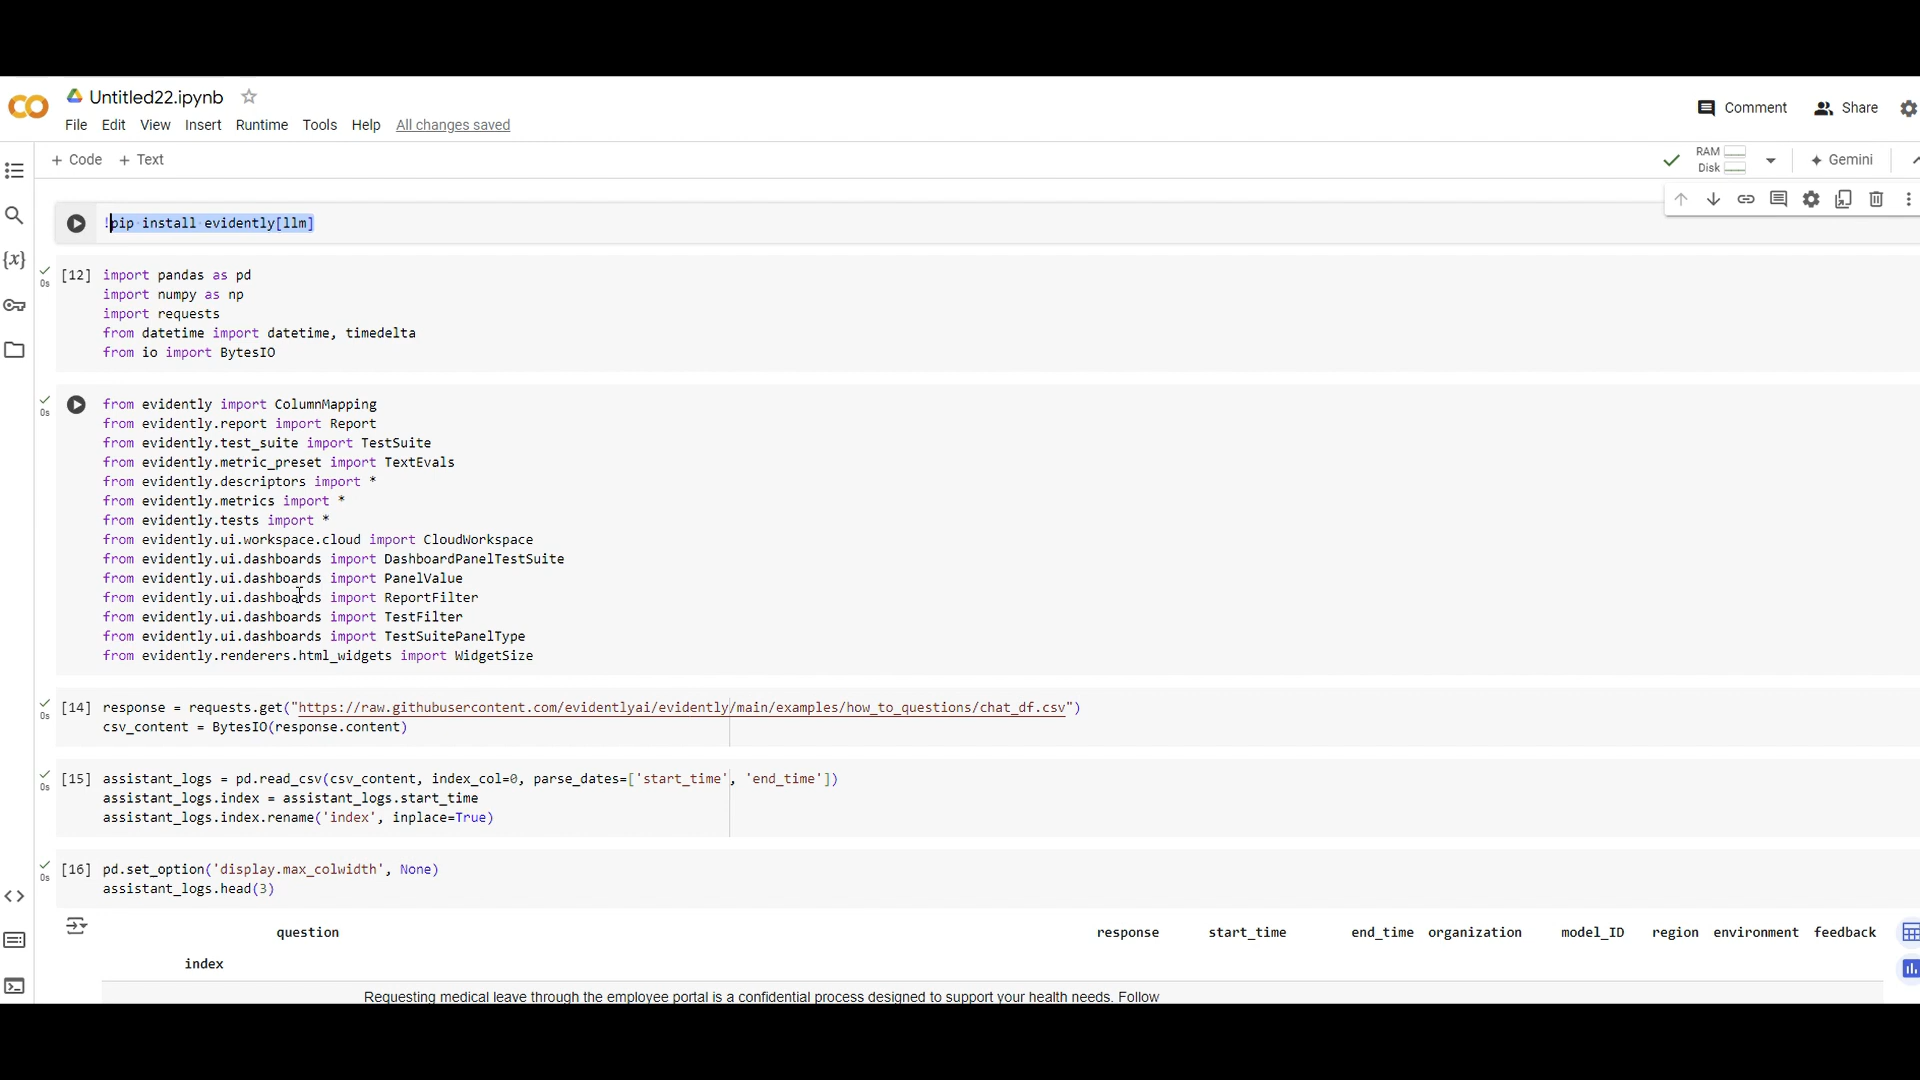 Untitled22.ipynb
File Edit View Insert Runtime Tools Help All changes saved
Comment Share
+ Code + Text
RAM
Disk
Gemini
!pip install evidently[llm]
[12] import pandas as pd
import numpy as np
import requests
from datetime import datetime, timedelta
from io import BytesIO
0s
from evidently import ColumnMapping
from evidently.report import Report
from evidently.test_suite import TestSuite
from evidently.metric_preset import TextEvals
from evidently.descriptors import *
from evidently.metrics import *
from evidently.tests import *
from evidently.ui.workspace.cloud import CloudWorkspace
from evidently.ui.dashboards import DashboardPanelTestSuite
from evidently.ui.dashboards import PanelValue
from evidently.ui.dashboards import ReportFilter
from evidently.ui.dashboards import TestFilter
from evidently.ui.dashboards import TestSuitePanelType
from evidently.renderers.html_widgets import WidgetSize
0s
[14] response = requests.get("https://raw.githubusercontent.com/evidentlyai/evidently/main/examples/how_to_questions/chat_df.csv")
csv_content = BytesIO(response.content)
0s
[15] assistant_logs = pd.read_csv(csv_content, index_col=0, parse_dates=['start_time', 'end_time'])
assistant_logs.index = assistant_logs.start_time
assistant_logs.index.rename('index', inplace=True)
0s
[16] pd.set_option('display.max_colwidth', None)
assistant_logs.head(3)
0s
question response start_time end_time organization model_ID region environment feedback
index
Requesting medical leave through the employee portal is a confidential process designed to support your health needs. Follow